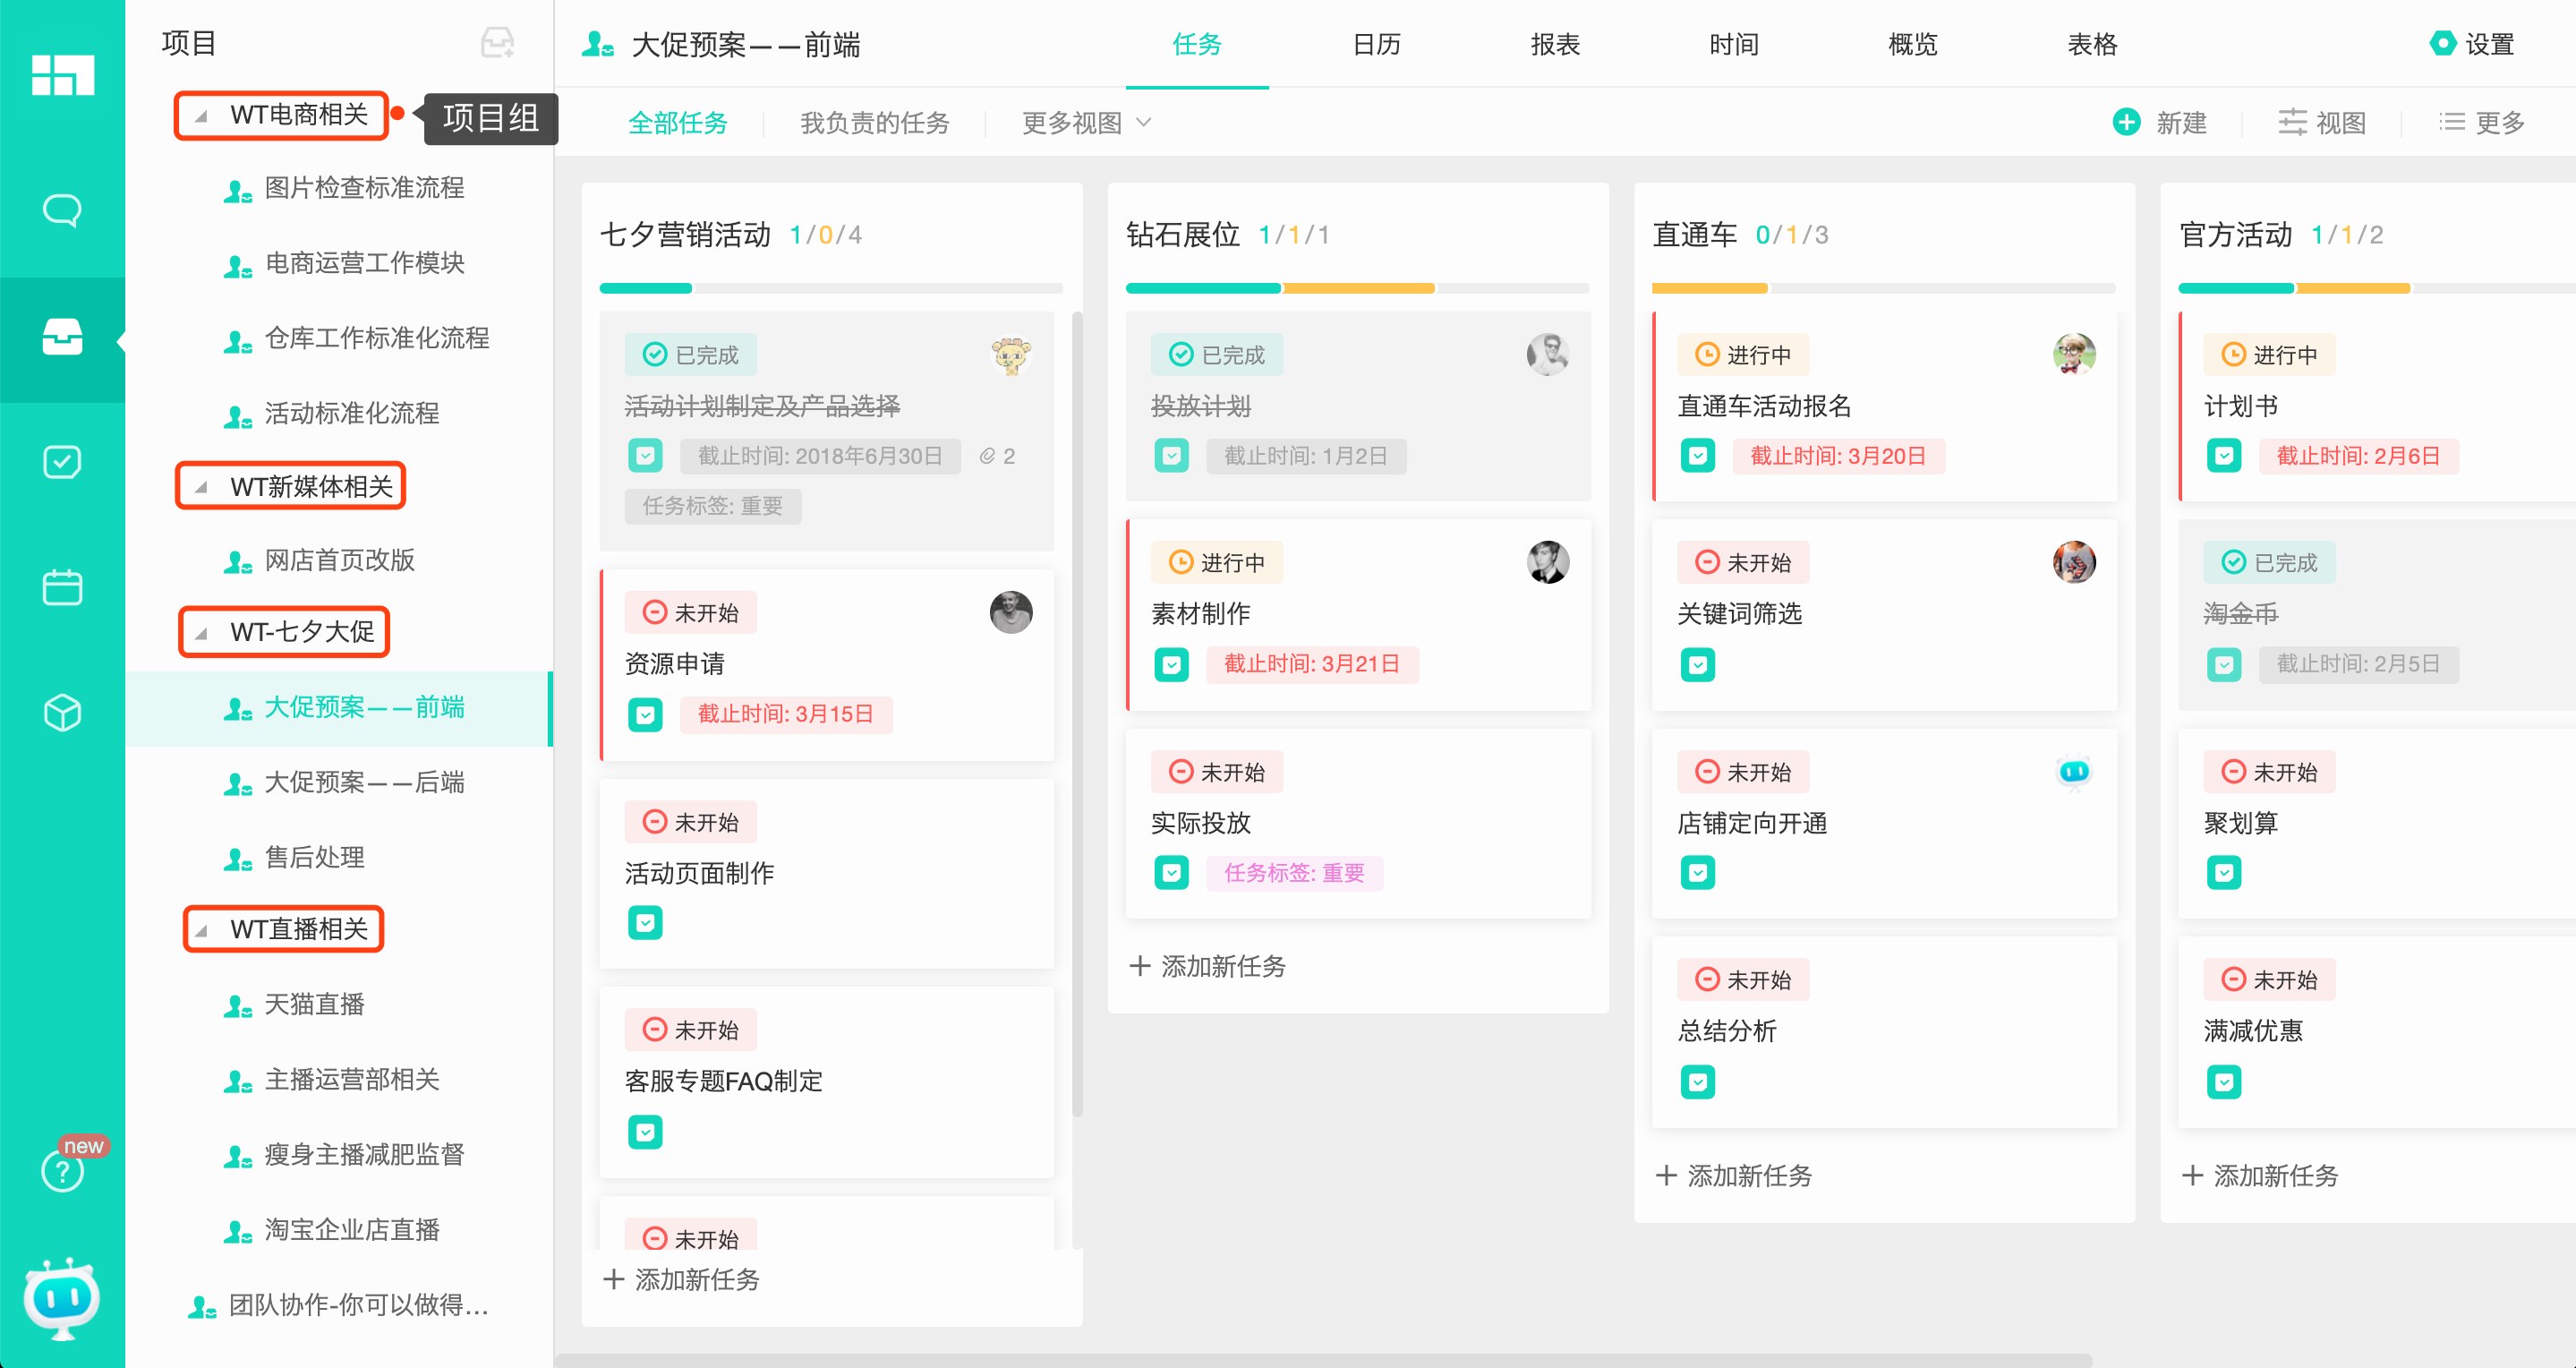 项目
WT电商相关
项目组
图片检查标准流程
电商运营工作模块
仓库工作标准化流程
活动标准化流程
WT新媒体相关
网店首页改版
WT-七夕大促
大促预案——前端
大促预案——后端
售后处理
WT直播相关
天猫直播
主播运营部相关
瘦身主播减肥监督
淘宝企业店直播
团队协作-你可以做得...
new
大促预案——前端
任务
日历
报表
时间
概览
表格
设置
全部任务
我负责的任务
更多视图
新建
视图
更多
七夕营销活动 1/0/4
已完成
活动计划制定及产品选择
截止时间: 2018年6月30日 2
任务标签: 重要
未开始
资源申请
截止时间: 3月15日
未开始
活动页面制作
未开始
客服专题FAQ制定
未开始
添加新任务
钻石展位 1/1/1
已完成
投放计划
截止时间: 1月2日
进行中
素材制作
截止时间: 3月21日
未开始
实际投放
任务标签: 重要
添加新任务
直通车 0/1/3
进行中
直通车活动报名
截止时间: 3月20日
未开始
关键词筛选
未开始
店铺定向开通
未开始
总结分析
添加新任务
官方活动 1/1/2
进行中
计划书
截止时间: 2月6日
已完成
淘金币
截止时间: 2月5日
未开始
聚划算
未开始
满减优惠
添加新任务